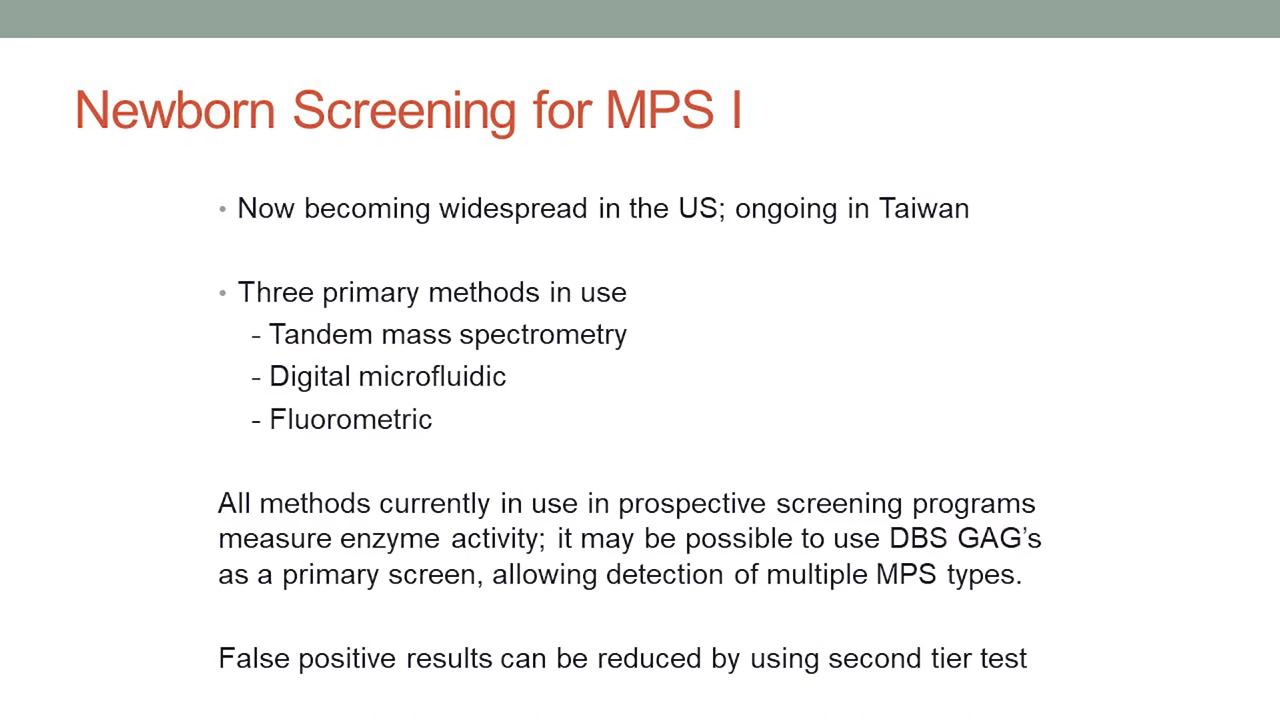 Newborn Screening for MPS I
• Now becoming widespread in the US; ongoing in Taiwan
• Three primary methods in use
- Tandem mass spectrometry
- Digital microfluidic
- Fluorometric
All methods currently in use in prospective screening programs
measure enzyme activity; it may be possible to use DBS GAG’s
as a primary screen, allowing detection of multiple MPS types.
False positive results can be reduced by using second tier test